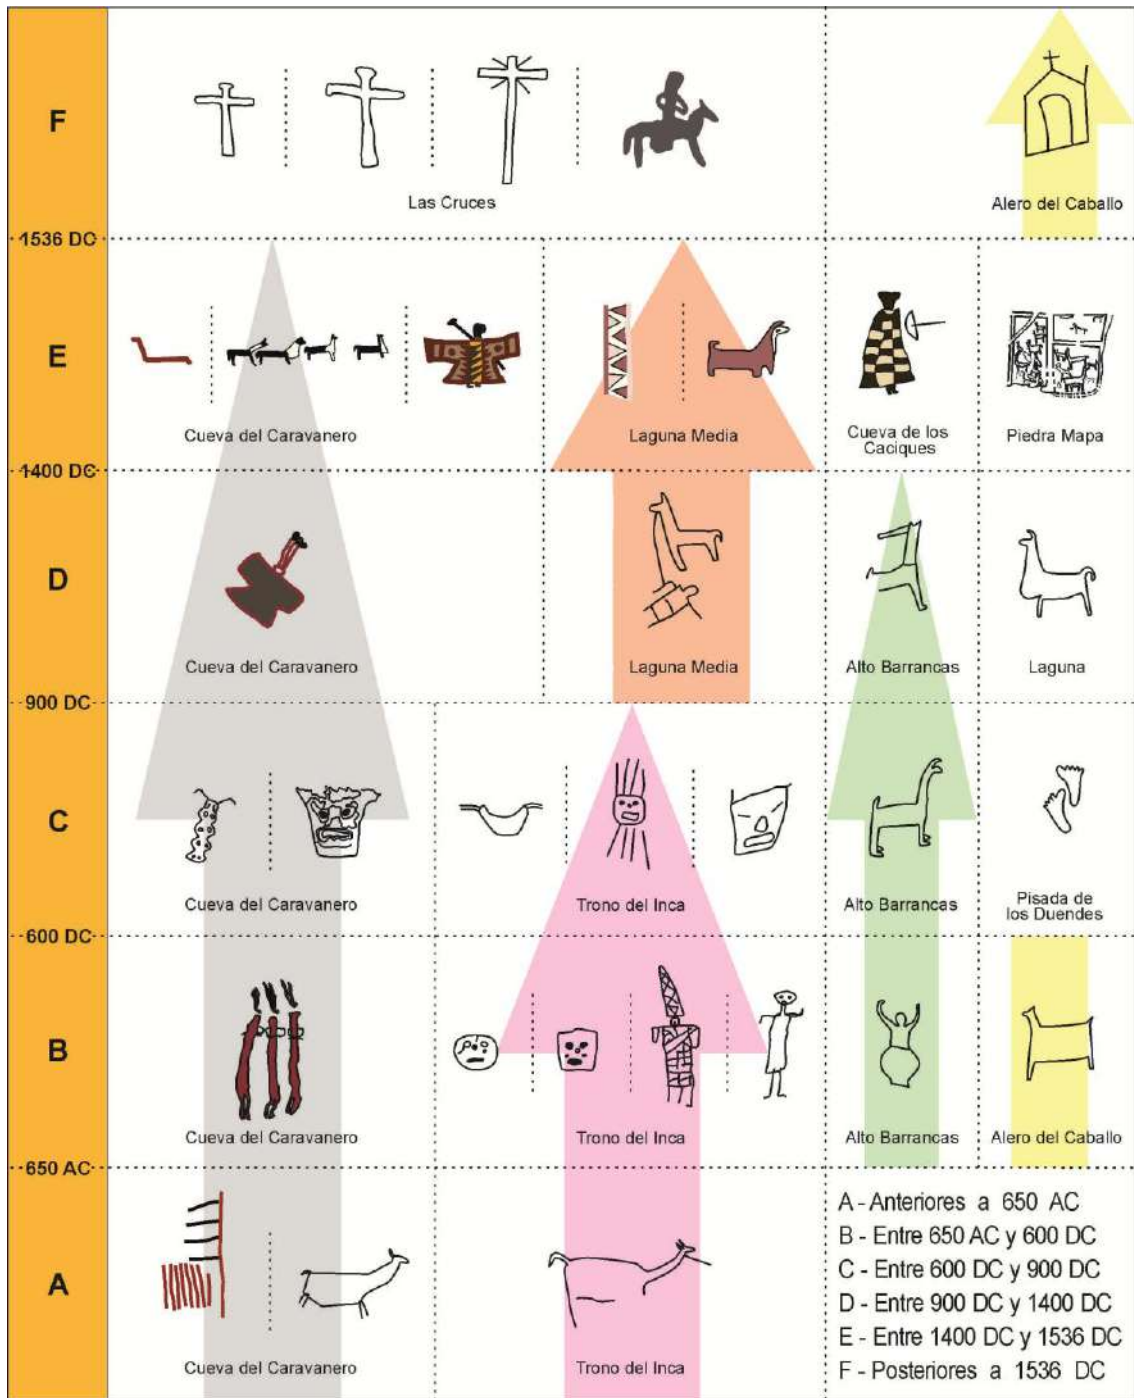 F
Las Cruces
Alero del Caballo
1536 DC
E
Cueva del Caravanero
Laguna Media
Cueva de los
Caciques
Piedra Mapa
1400 DC
D
Cueva del Caravanero
Laguna Media
Alto Barrancas
Laguna
900 DC
C
Cueva del Caravanero
Trono del Inca
Alto Barrancas
Pisada de
los Duendes
600 DC
B
Cueva del Caravanero
Trono del Inca
Alto Barrancas
Alero del Caballo
650 AC
A
Cueva del Caravanero
Trono del Inca
A - Anteriores a 650 AC
B - Entre 650 AC y 600 DC
C - Entre 600 DC y 900 DC
D - Entre 900 DC y 1400 DC
E - Entre 1400 DC y 1536 DC
F - Posteriores a 1536 DC